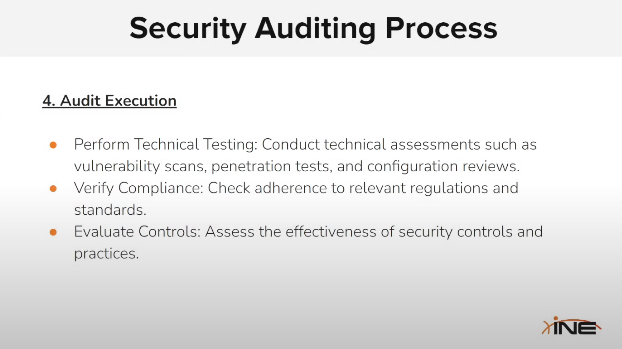 Security Auditing Process
4. Audit Execution
● Perform Technical Testing: Conduct technical assessments such as
vulnerability scans, penetration tests, and configuration reviews.
● Verify Compliance: Check adherence to relevant regulations and
standards.
● Evaluate Controls: Assess the effectiveness of security controls and
practices.
INE